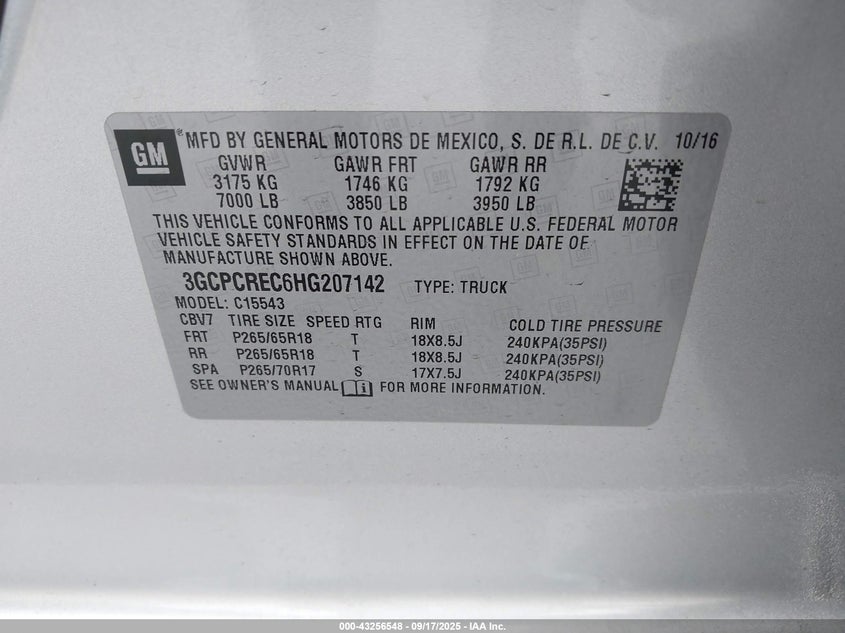 GM ® MFD BY GENERAL MOTORS DE MEXICO, S. DE R.L. DE C.V. 10/16
GVWR GAWR FRT GAWR RR
3175 KG 1746 KG 1792 KG
7000 LB 3850 LB 3950 LB
THIS VEHICLE CONFORMS TO ALL APPLICABLE U.S. FEDERAL MOTOR
VEHICLE SAFETY STANDARDS IN EFFECT ON THE DATE OF
MANUFACTURE SHOWN ABOVE.
3GCPCREC6HG207142 TYPE: TRUCK
MODEL: C15543
CBV7 TIRE SIZE SPEED RTG RIM COLD TIRE PRESSURE
FRT P265/65R18 T 18X8.5J 240KPA(35PSI)
RR P265/65R18 T 18X8.5J 240KPA(35PSI)
SPA P265/70R17 S 17X7.5J 240KPA(35PSI)
SEE OWNER'S MANUAL i FOR MORE INFORMATION.
000-43256548 - 09/17/2025 - IAA Inc.